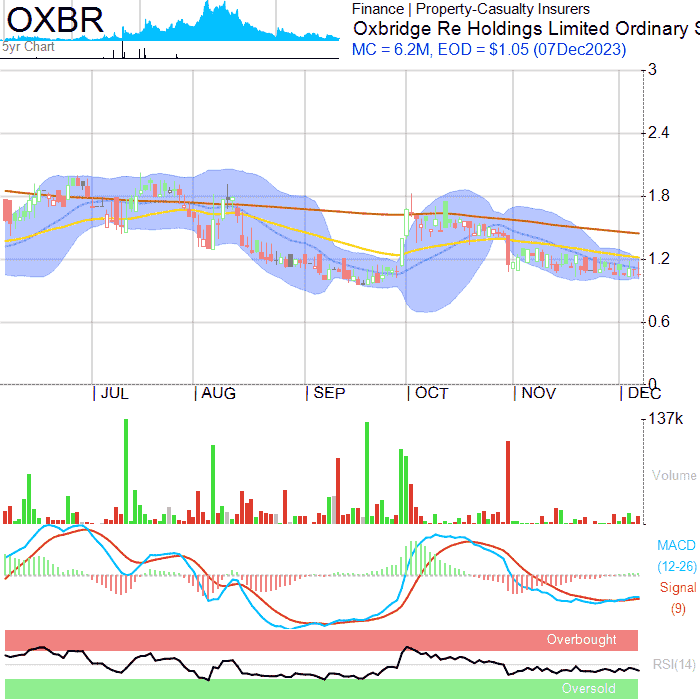 OXBR
5yr Chart
Finance | Property-Casualty Insurers
Oxbridge Re Holdings Limited Ordinary S
MC = 6.2M, EOD = $1.05 (07Dec2023)
3
2.4
1.8
1.2
0.6
0
JUL AUG SEP OCT NOV DEC
137k
Volume
MACD
(12-26)
Signal
(9)
Overbought
RSI(14)
Oversold